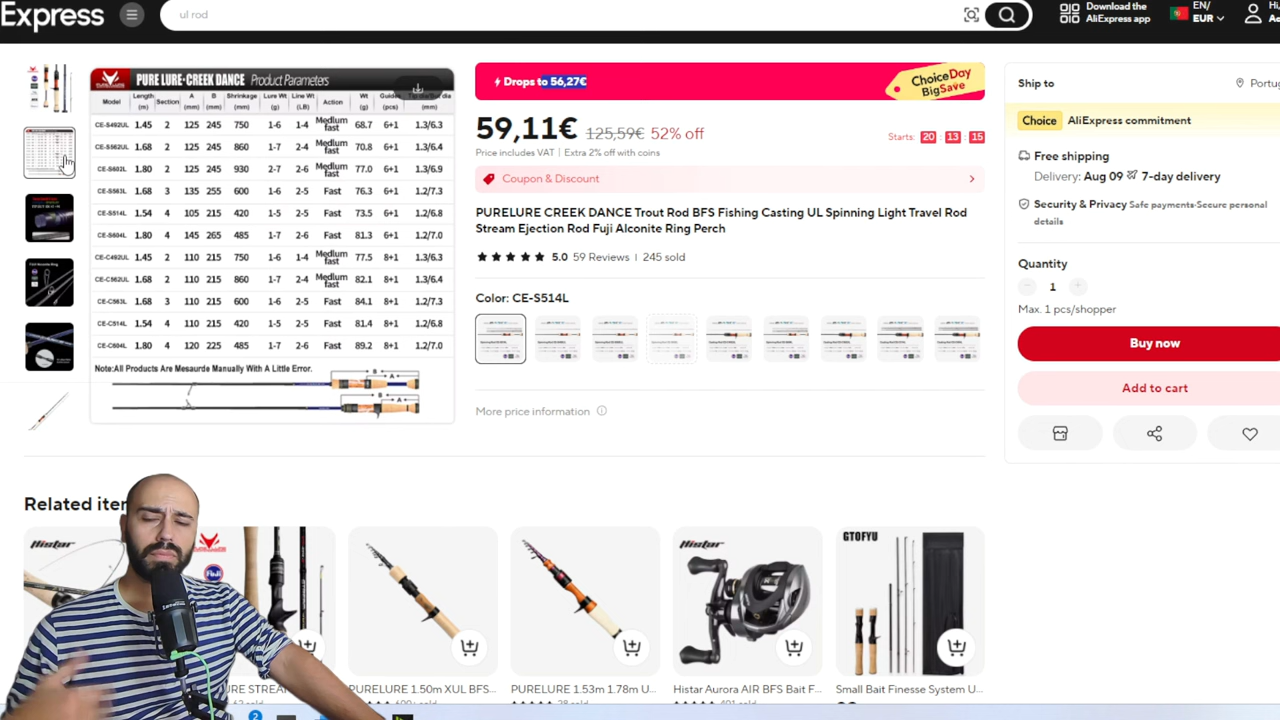 Express
ul rod
Download the
AliExpress app
EN/
EUR
Hi,
Drops to 56,27€
ChoiceDay
BigSave
59,11€ 125,59€ 52% off
Starts: 20 13 15
Price includes VAT | Extra 2% off with coins
Coupon & Discount
PURELURE CREEK DANCE Trout Rod BFS Fishing Casting UL Spinning Light Travel Rod
Stream Ejection Rod Fuji Alconite Ring Perch
5.0 59 Reviews | 245 sold
Color: CE-S514L
More price information
PURE LURE·CREEK DANCE Product Parameters
Model Length (m) Section A (mm) B (mm) Shrinkage (mm) Lure Wt (g) Line Wt (LB) Action Wt (g) Guides (pcs) (mm)
CE-S492UL 1.45 2 125 245 750 1-6 1-4 Medium fast 68.7 6+1 1.3/6.3
CE-S562UL 1.68 2 125 245 860 1-7 2-4 Medium fast 70.8 6+1 1.3/6.4
CE-S602L 1.80 2 125 245 930 2-7 2-6 Medium fast 77.0 6+1 1.3/6.9
CE-S563L 1.68 3 135 255 600 1-6 2-5 Fast 76.3 6+1 1.2/7.3
CE-S514L 1.54 4 105 215 420 1-5 2-5 Fast 73.5 6+1 1.2/6.8
CE-S604L 1.80 4 145 265 485 1-7 2-6 Fast 81.3 6+1 1.2/7.0
CE-C492UL 1.45 2 110 215 750 1-6 1-4 Medium fast 77.5 8+1 1.3/6.3
CE-C562UL 1.68 2 110 215 860 1-7 2-4 Medium fast 82.1 8+1 1.3/6.4
CE-C563L 1.68 3 110 215 600 1-6 2-5 Fast 84.1 8+1 1.2/7.3
CE-C514L 1.54 4 110 215 420 1-5 2-5 Fast 81.4 8+1 1.2/6.8
CE-C604L 1.80 4 120 225 485 1-7 2-6 Fast 89.2 8+1 1.2/7.0
Note:All Products Are Mesaurde Manually With A Little Error.
B
A
B
A
Ship to
Portug
Choice AliExpress commitment
Free shipping
Delivery: Aug 09 7-day delivery
Security & Privacy Safe payments·Secure personal
details
Quantity
1
Max. 1 pcs/shopper
Buy now
Add to cart
Related iter
Histar
FUJI
Histar
GTOFYU
URE STREA
PURELURE 1.50m XUL BFS...
PURELURE 1.53m 1.78m U...
Histar Aurora AIR BFS Bait F...
Small Bait Finesse System U...
2